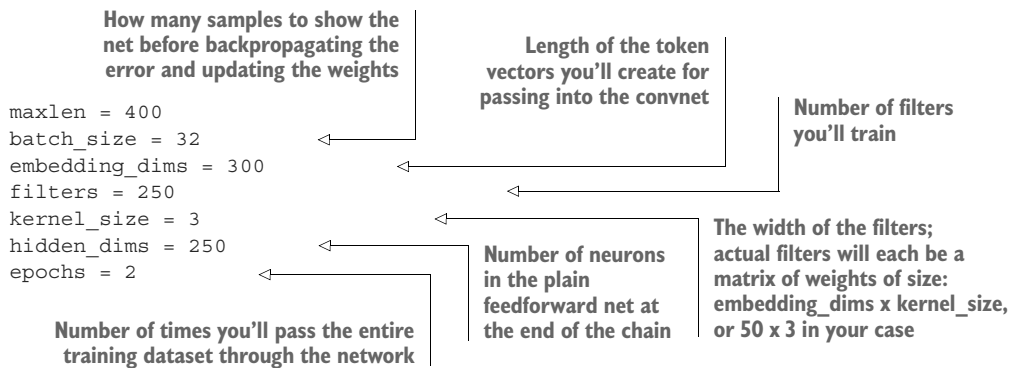 How many samples to show the
net before backpropagating the
error and updating the weights
Length of the token
vectors you'll create for
passing into the convnet
Number of filters
you'll train
maxlen = 400
batch_size = 32
embedding_dims = 300
filters = 250
kernel_size = 3
hidden_dims = 250
epochs = 2
The width of the filters;
actual filters will each be a
matrix of weights of size:
embedding_dims x kernel_size,
or 50 x 3 in your case
Number of neurons
in the plain
feedforward net at
the end of the chain
Number of times you'll pass the entire
training dataset through the network